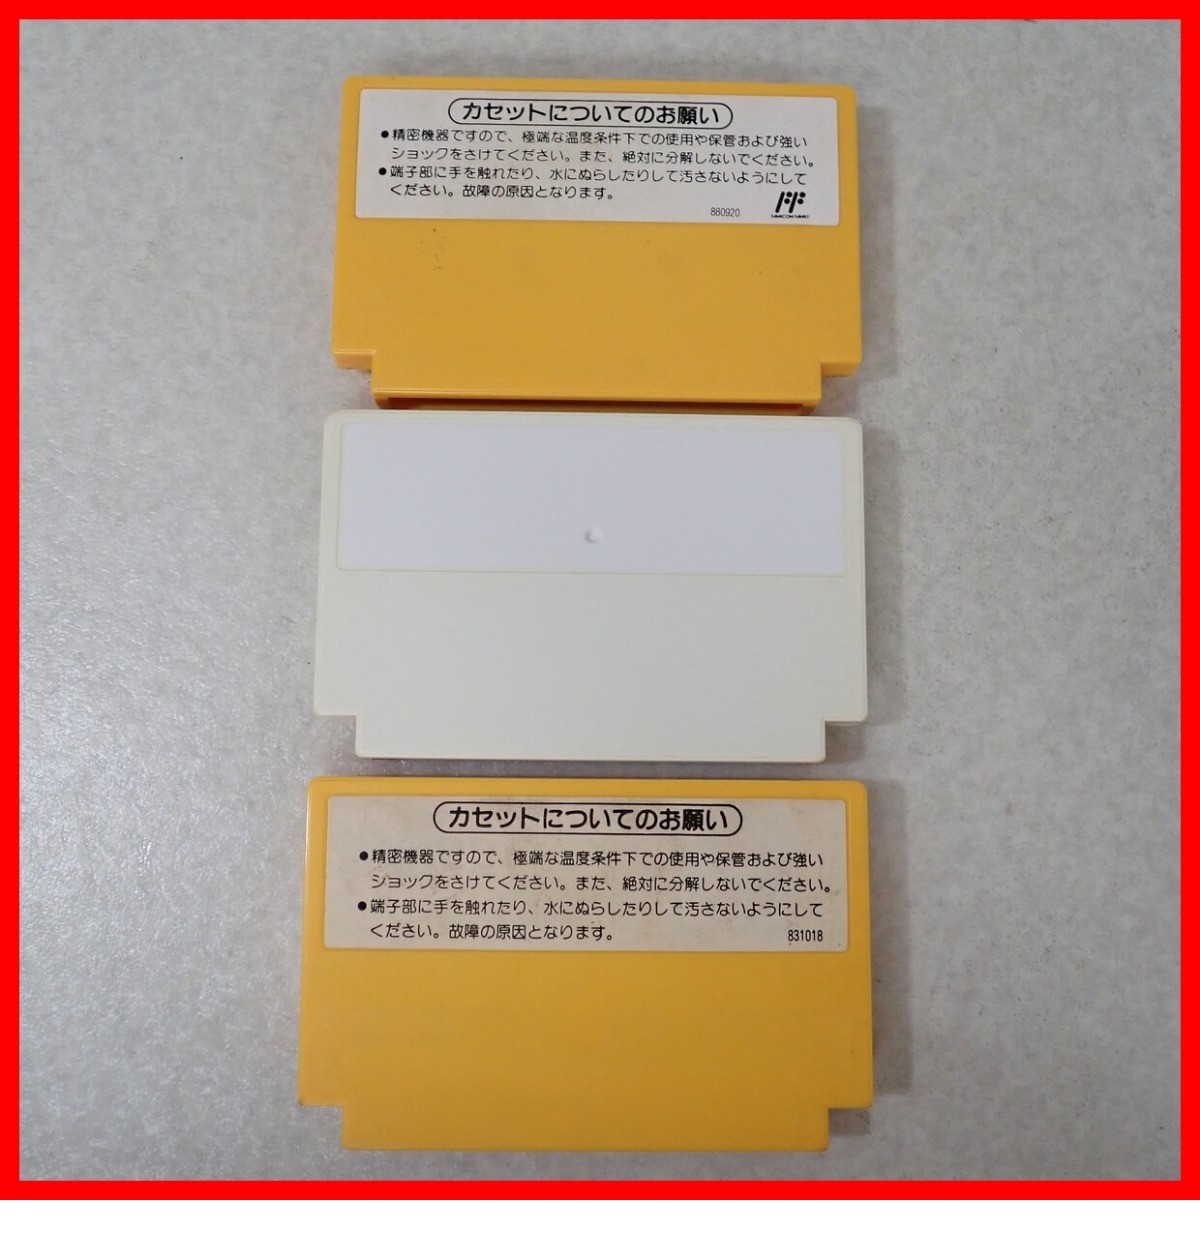 カセットについてのお願い
●精密機器ですので、極端な温度条件下での使用や保管および強い
ショックをさけてください。また、絶対に分解しないでください。
●端子部に手を触れたり、水にぬらしたりして汚さないようにして
ください。故障の原因となります。
880920
FAMICOM FAMILY
カセットについてのお願い
●精密機器ですので、極端な温度条件下での使用や保管および強い
ショックをさけてください。また、絶対に分解しないでください。
●端子部に手を触れたり、水にぬらしたりして汚さないようにして
ください。故障の原因となります。
831018